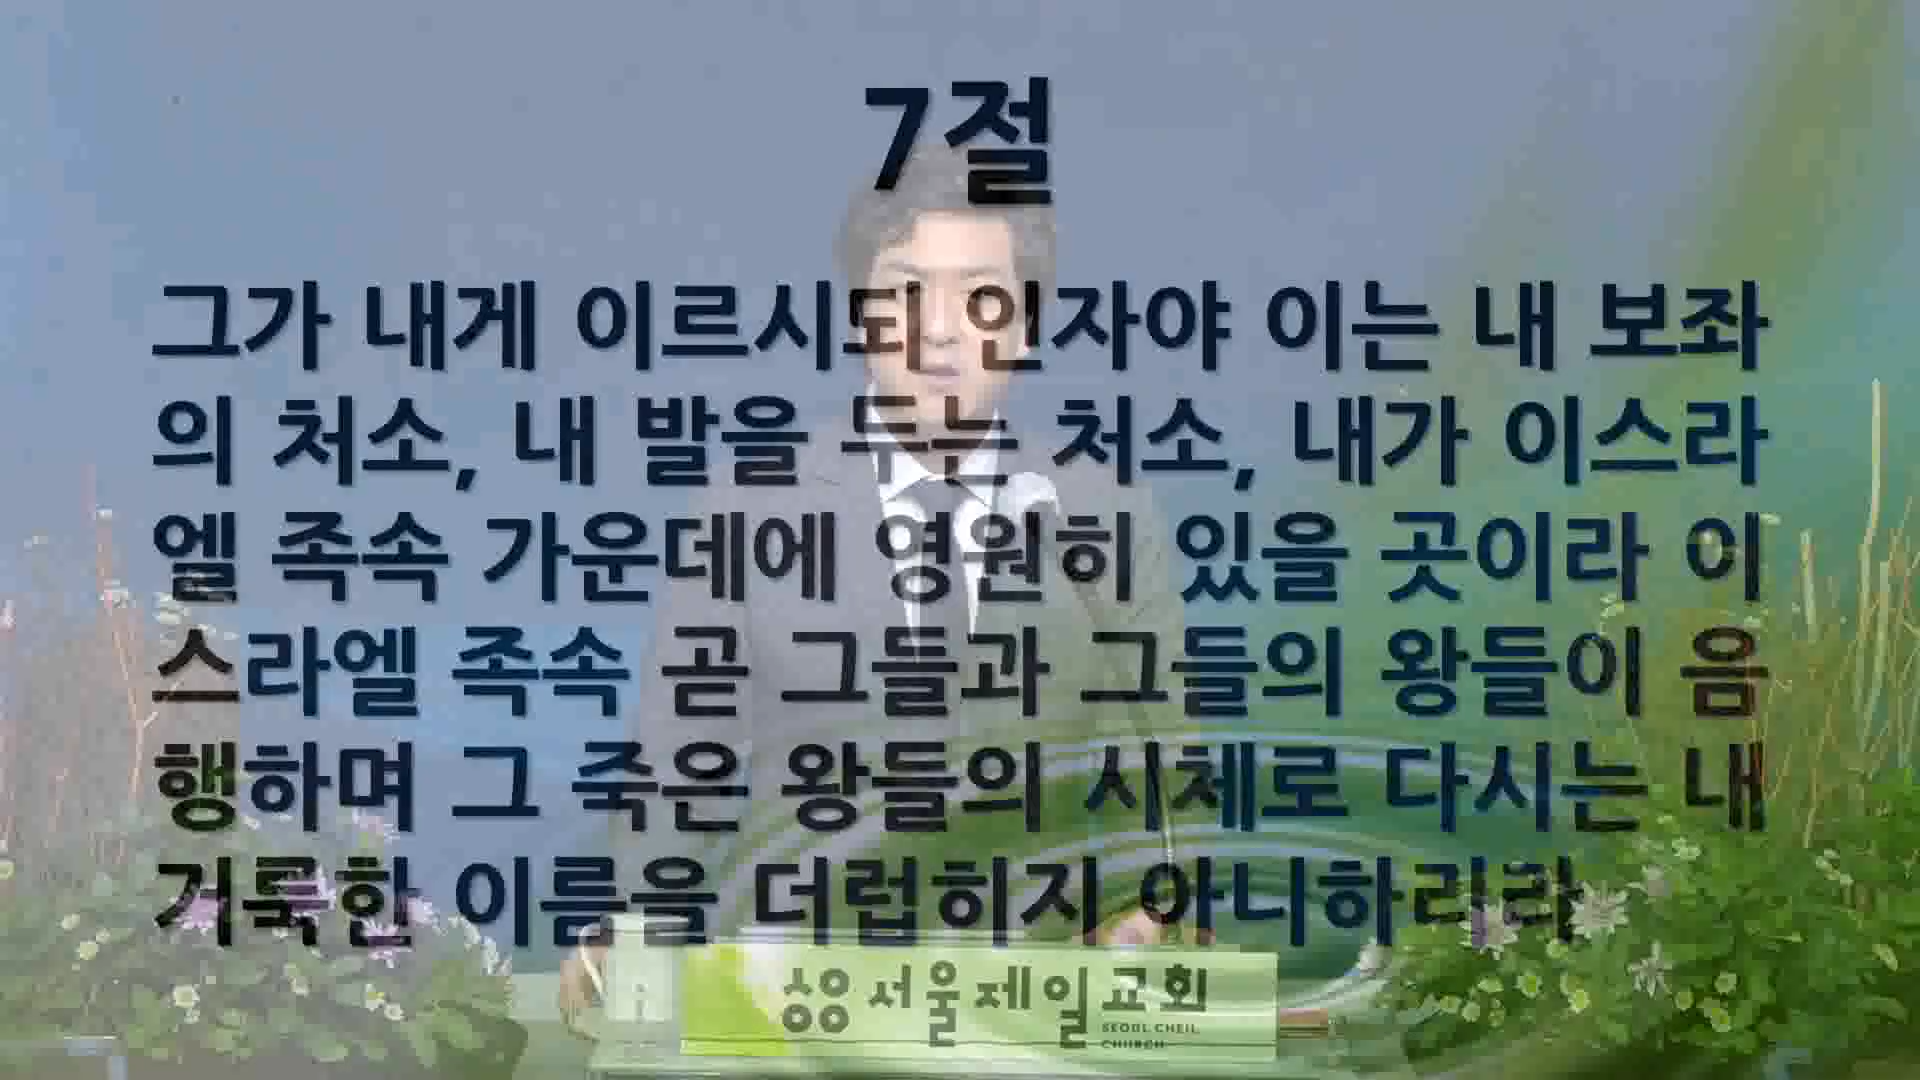 7절
그가 내게 이르시되 인자야 이는 내 보좌
의 처소, 내 발을 두는 처소, 내가 이스라
엘 족속 가운데에 영원히 있을 곳이라 이
스라엘 족속 곧 그들과 그들의 왕들이 음
행하며 그 죽은 왕들의 시체로 다시는 내
거룩한 이름을 더럽히지 아니하리라
서울제일교회
SEOUL CHEIL
CHURCH